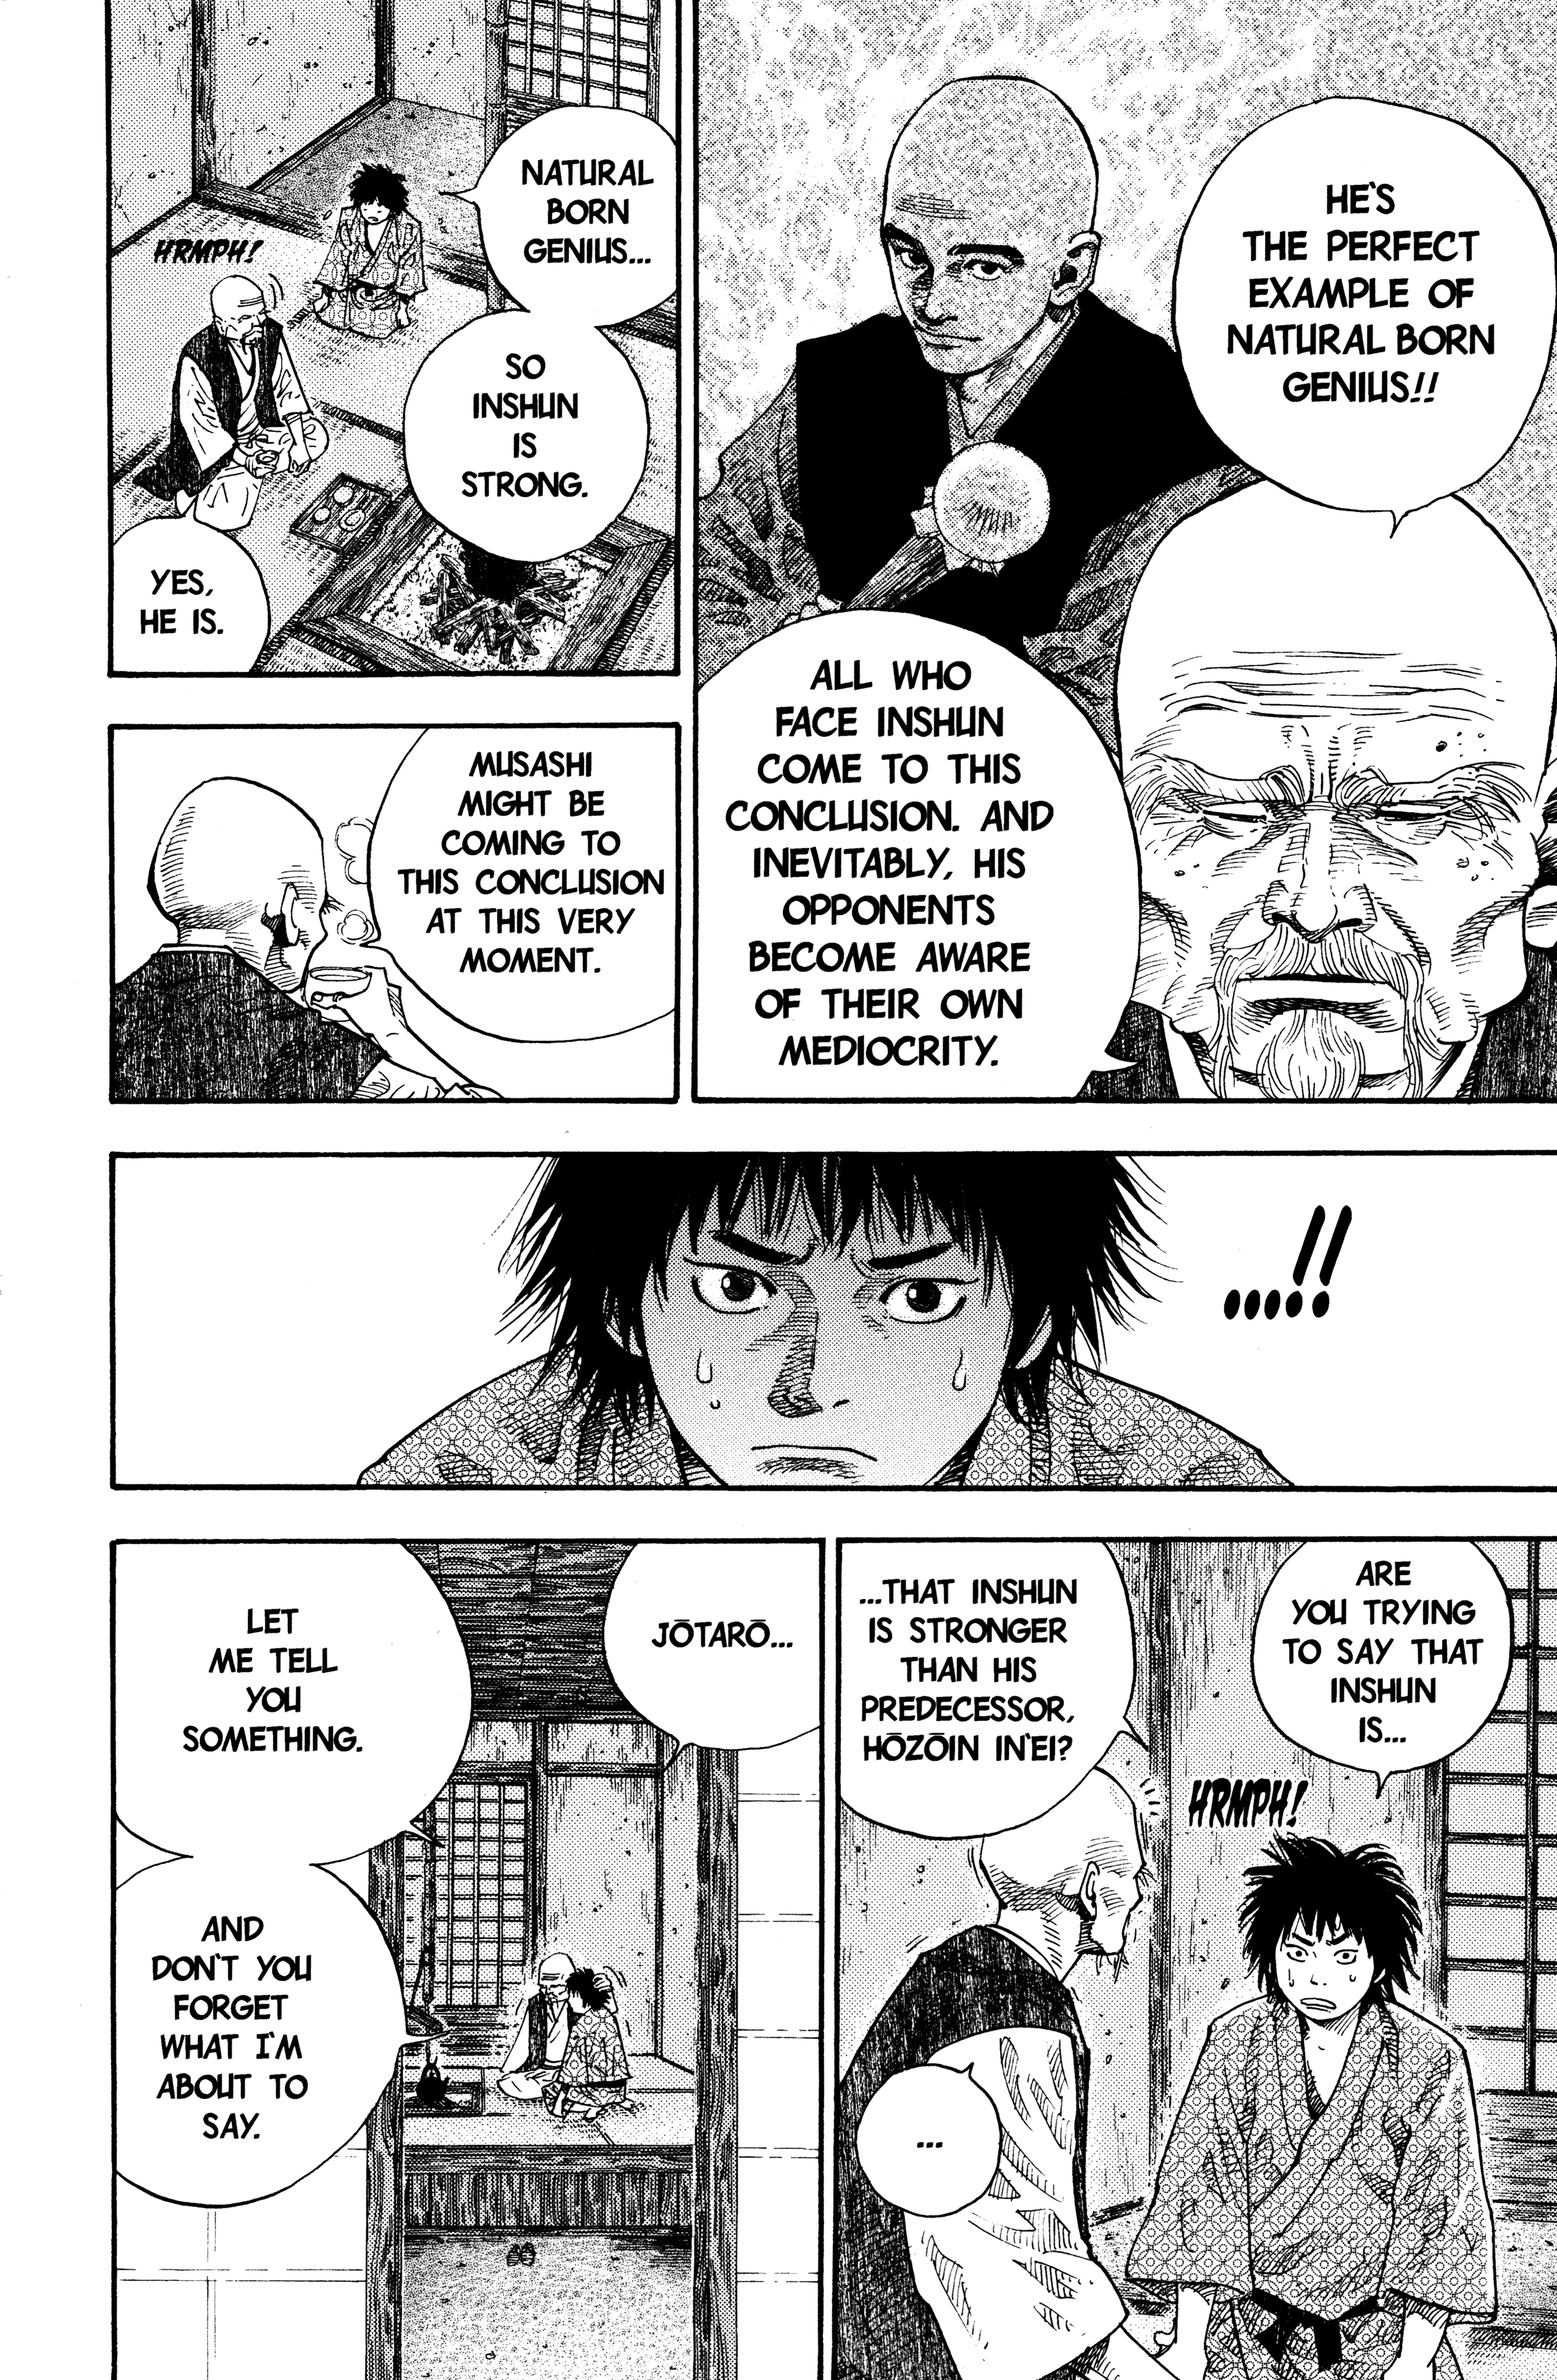 HE'S
THE PERFECT
EXAMPLE OF
NATURAL BORN
GENIUS!!
ALL WHO
FACE INSHUN
COME TO THIS
CONCLUSION. AND
INEVITABLY, HIS
OPPONENTS
BECOME AWARE
OF THEIR OWN
MEDIOCRITY.
NATURAL
BORN
GENIUS...
SO
INSHUN
IS
STRONG.
HRMPH!
YES,
HE IS.
MUSASHI
MIGHT BE
COMING TO
THIS CONCLUSION
AT THIS VERY
MOMENT.
.....!!
ARE
YOU TRYING
TO SAY THAT
INSHUN
IS...
...THAT INSHUN
IS STRONGER
THAN HIS
PREDECESSOR,
HŌZŌIN IN'EI?
HRMPH!
...
JŌTARŌ...
LET
ME TELL
YOU
SOMETHING.
AND
DON'T YOU
FORGET
WHAT I'M
ABOUT TO
SAY.